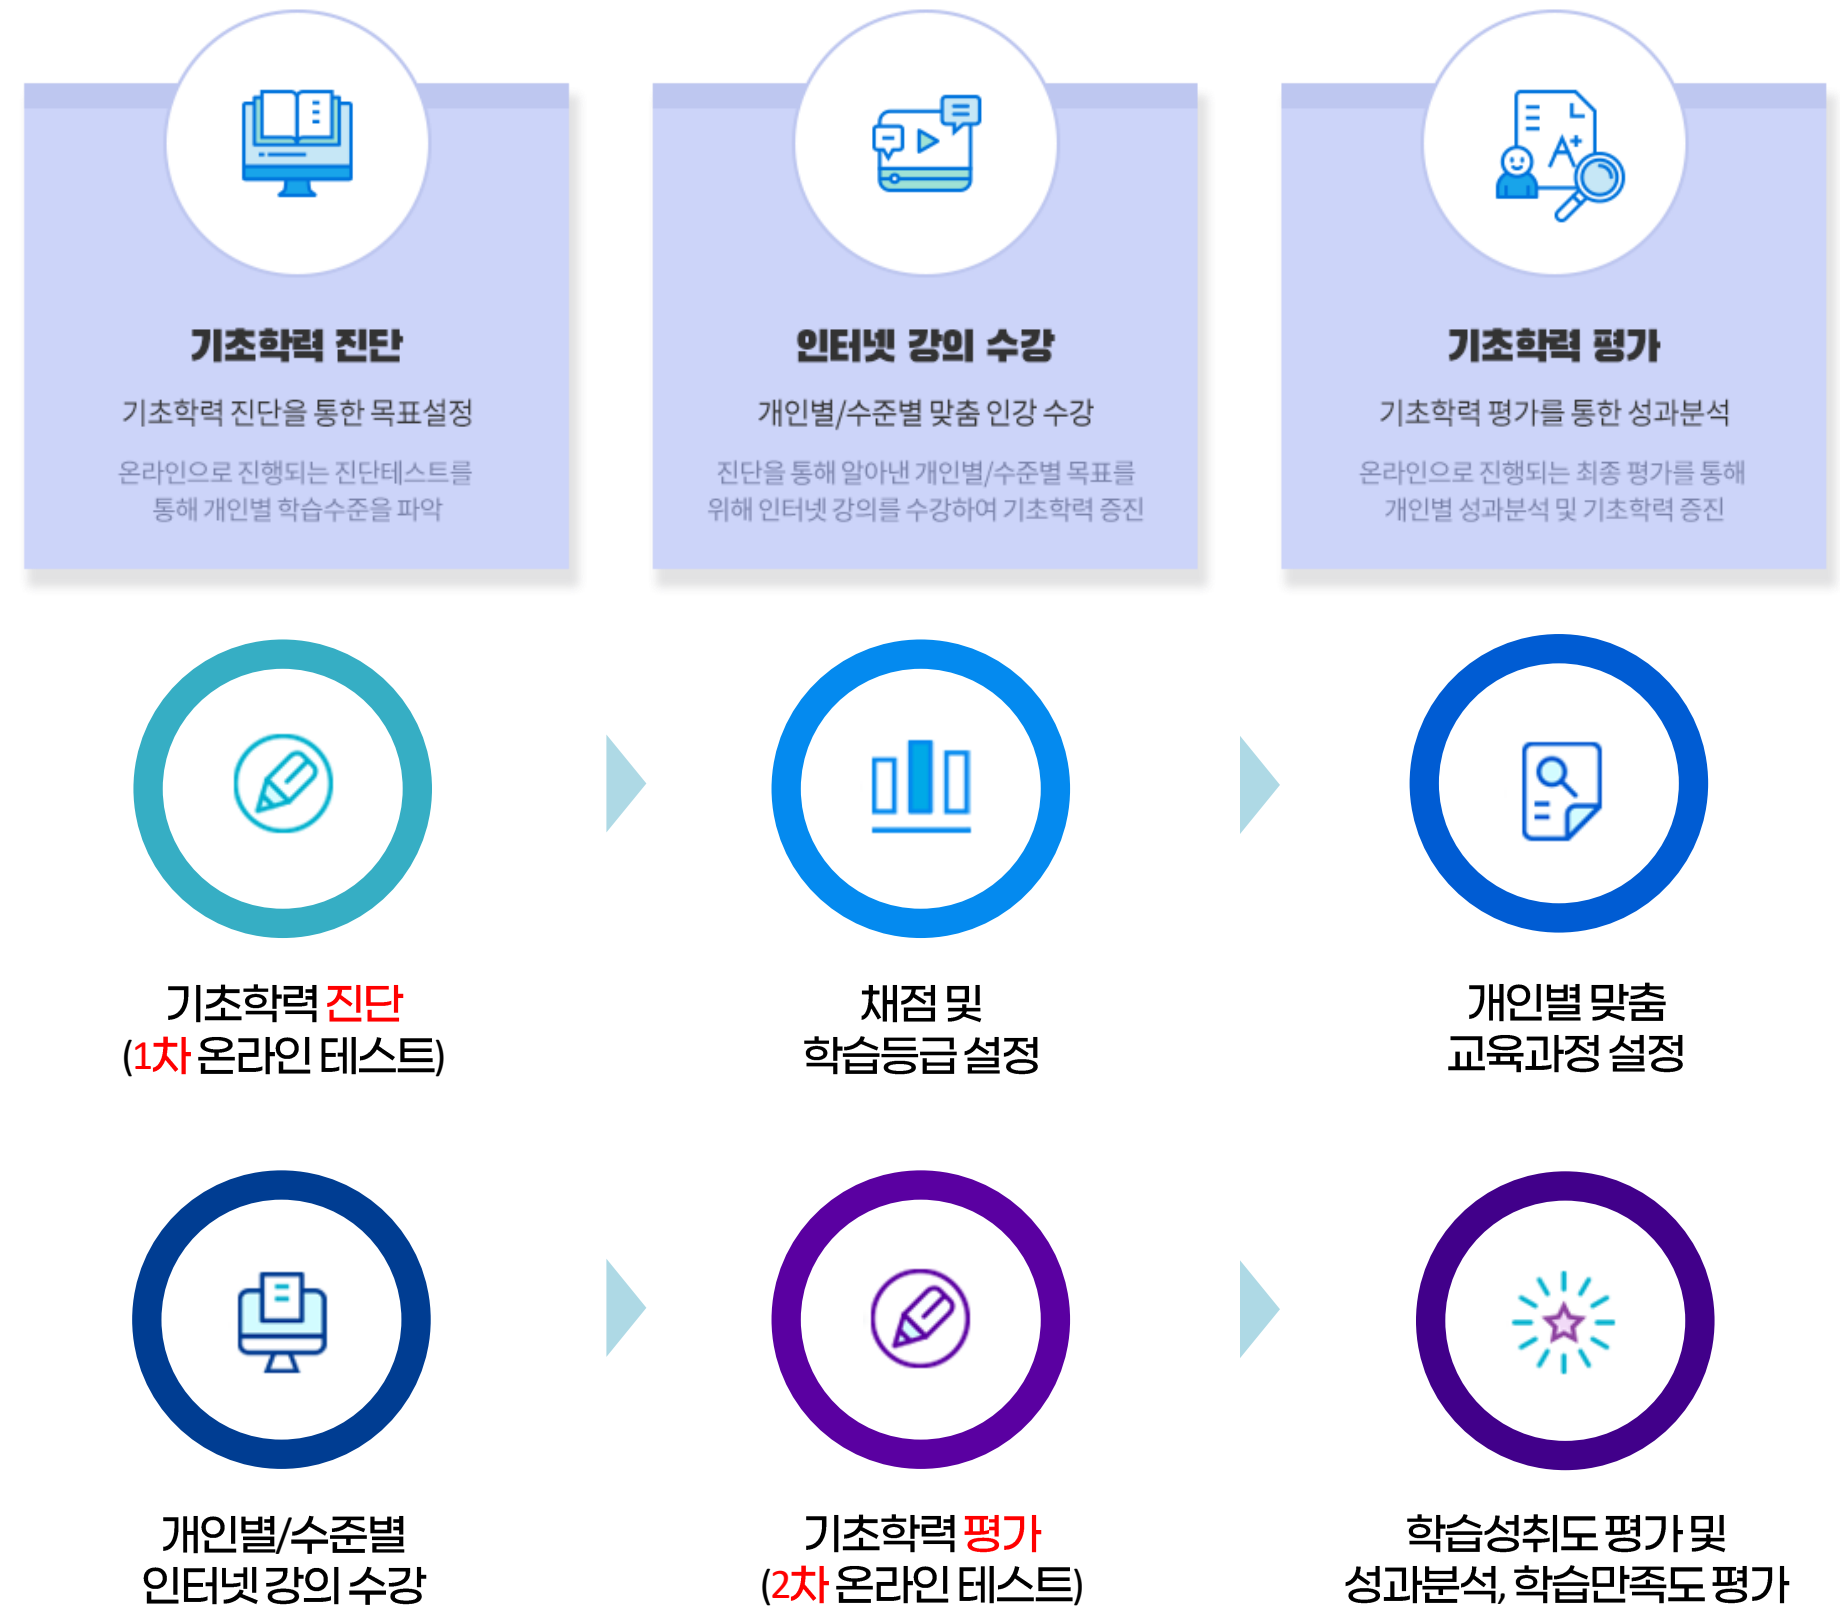 기초학력 진단
기초학력 진단을 통한 목표설정
온라인으로 진행되는 진단테스트를
통해 개인별 학습수준을 파악
인터넷 강의 수강
개인별/수준별 맞춤 인강 수강
진단을 통해 알아낸 개인별/수준별 목표를
위해 인터넷 강의를 수강하여 기초학력 증진
기초학력 평가
기초학력 평가를 통한 성과분석
온라인으로 진행되는 최종 평가를 통해
개인별 성과분석 및 기초학력 증진
A+
기초학력 진단
(1차 온라인 테스트)
채점 및
학습등급 설정
개인별 맞춤
교육과정 설정
개인별/수준별
인터넷 강의 수강
기초학력 평가
(2차 온라인 테스트)
학습성취도 평가 및
성과분석, 학습만족도 평가